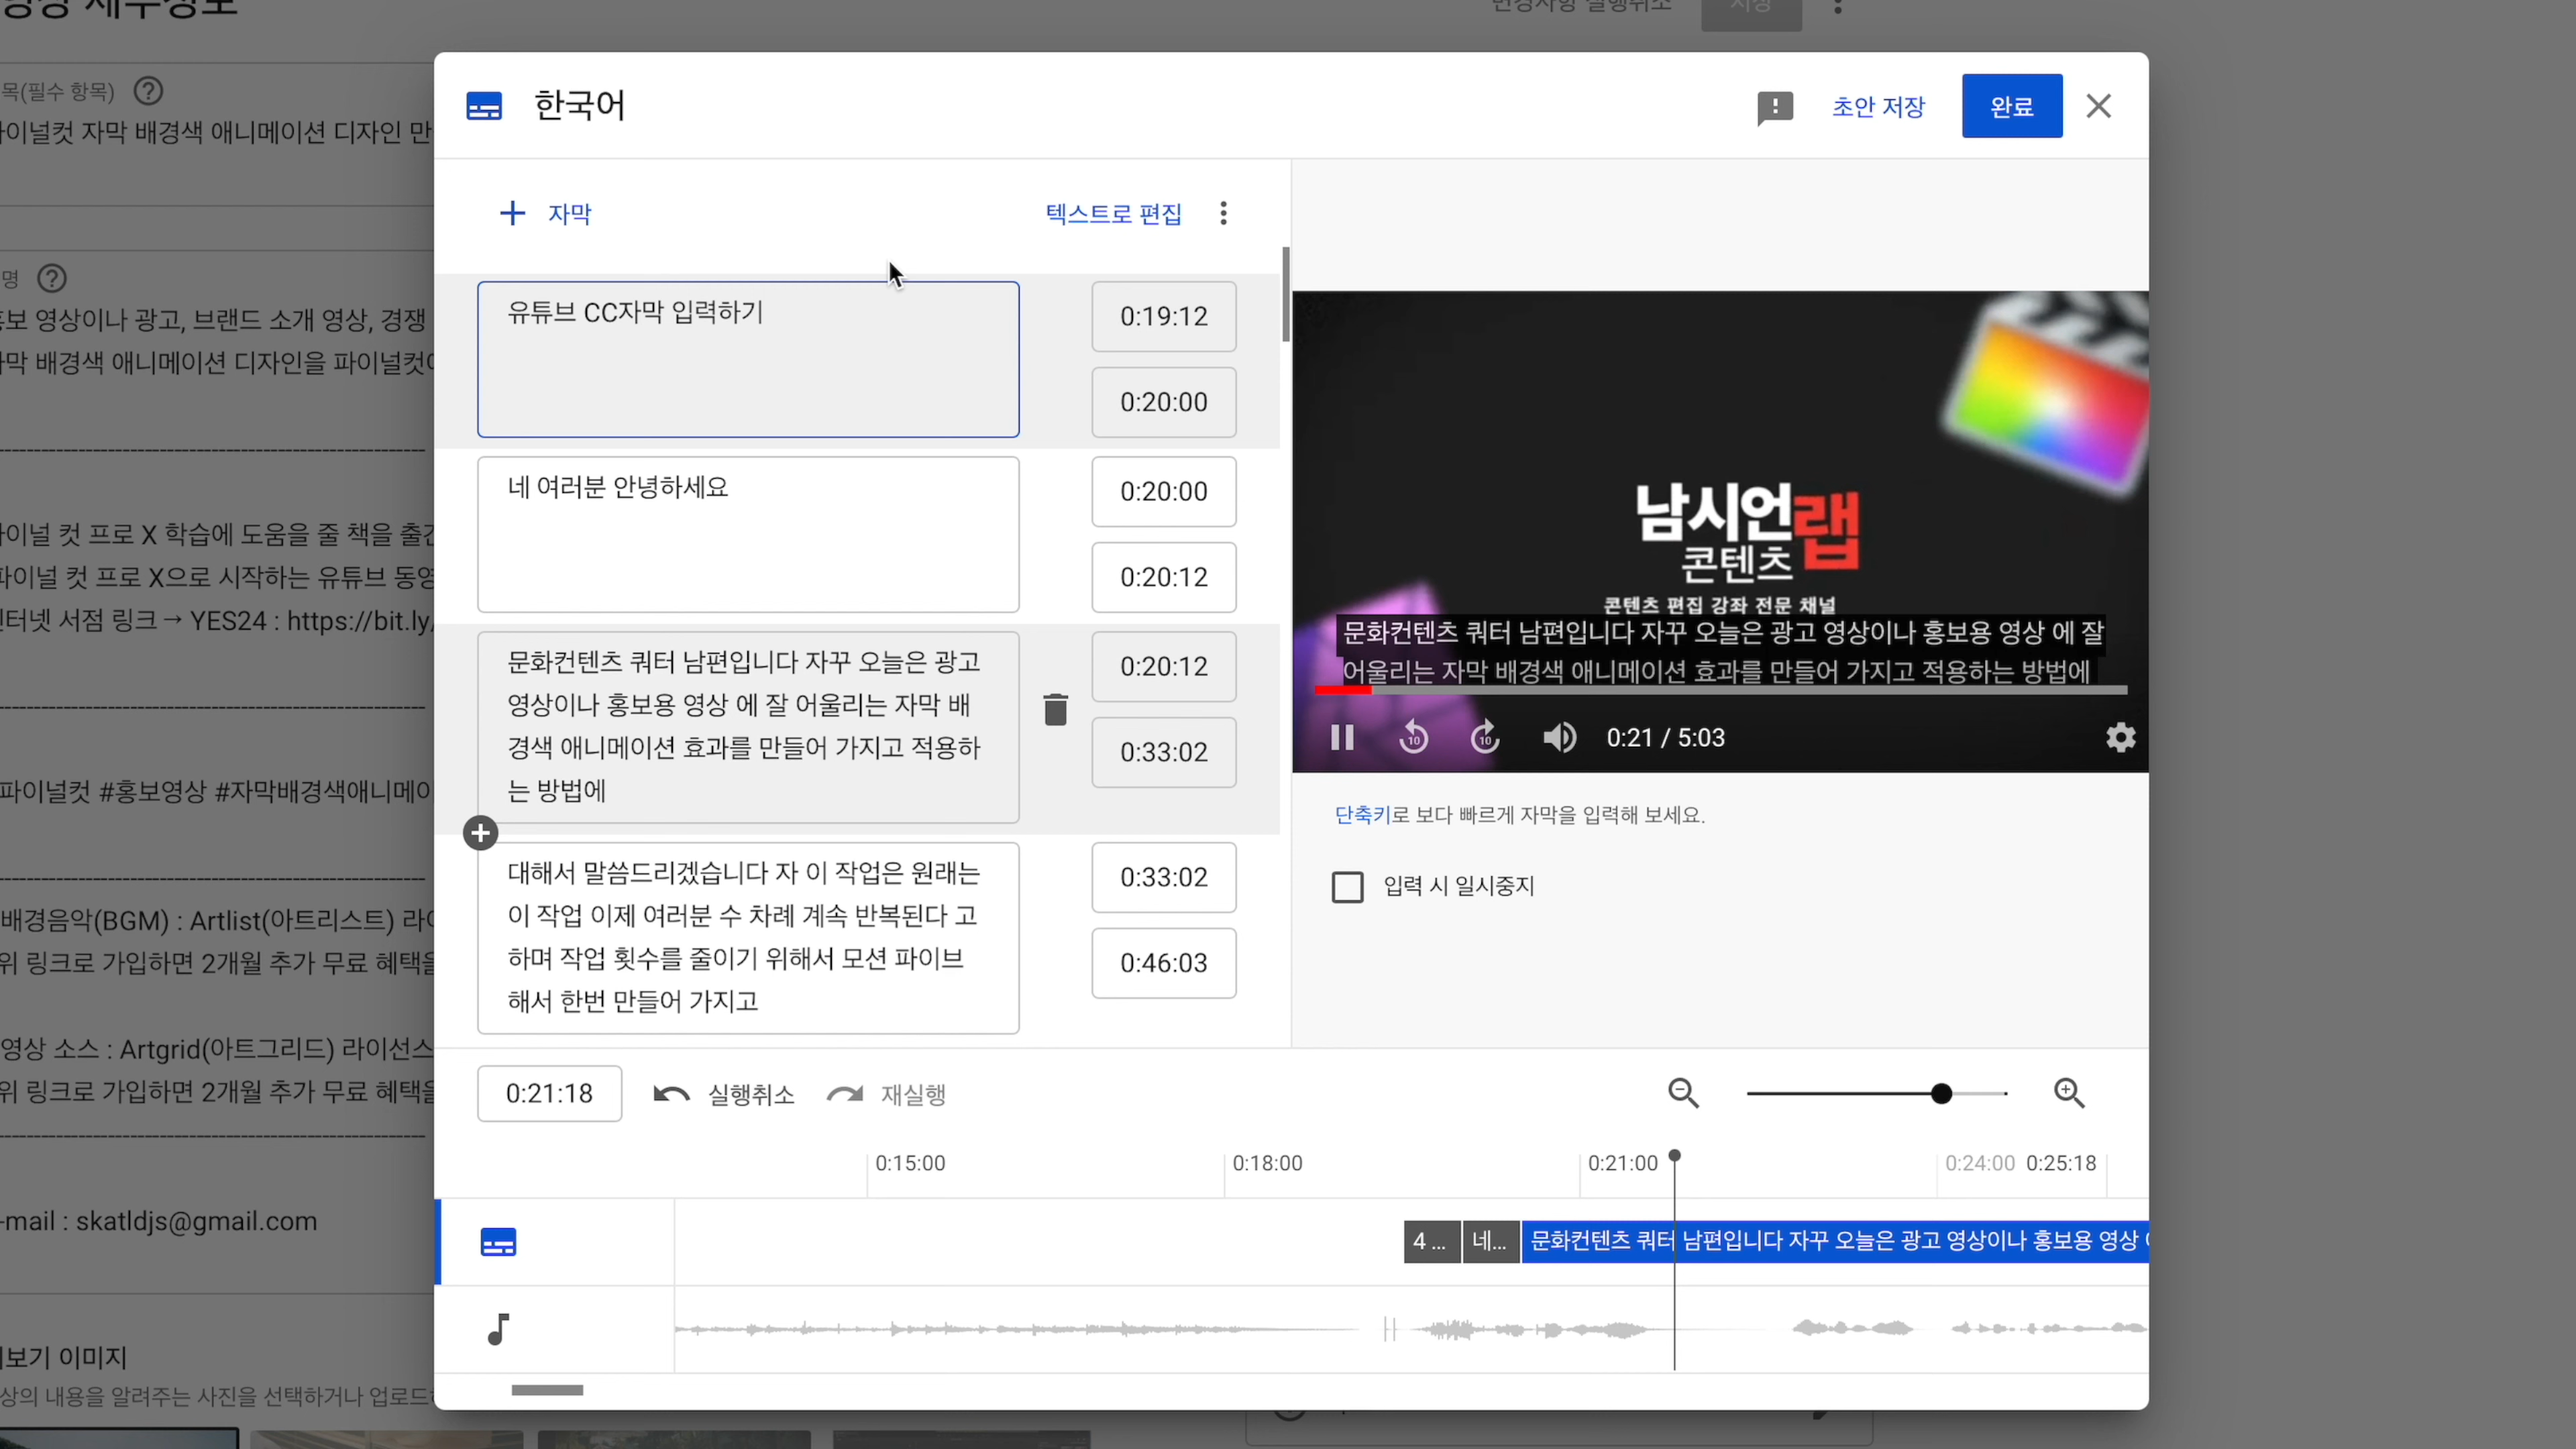 영상 세부정보
변경사항 실행취소
저장
목(필수 항목)
이널컷 자막 배경색 애니메이션 디자인 만
명
홍보 영상이나 광고, 브랜드 소개 영상, 경쟁
막 배경색 애니메이션 디자인을 파이널컷
이널 컷 프로 X 학습에 도움을 줄 책을 출간
파이널 컷 프로 X으로 시작하는 유튜브 동영
터넷 서점 링크→ YES24 : https://bit.ly/
파이널컷 #홍보영상 #자막배경색애니메이
배경음악(BGM) : Artlist(아트리스트) 라이
위 링크로 가입하면 2개월 추가 무료 혜택을
영상 소스 : Artgrid(아트그리드) 라이선스
위 링크로 가입하면 2개월 추가 무료 혜택을
-mail : skatldjs@gmail.com
보기 이미지
상의 내용을 알려주는 사진을 선택하거나 업로드
한국어
초안 저장
완료
자막
텍스트로 편집
유튜브 CC자막 입력하기
0:19:12
0:20:00
네 여러분 안녕하세요
0:20:00
0:20:12
문화컨텐츠 쿼터 남편입니다 자꾸 오늘은 광고
영상이나 홍보용 영상 에 잘 어울리는 자막 배
경색 애니메이션 효과를 만들어 가지고 적용하
는 방법에
0:20:12
0:33:02
대해서 말씀드리겠습니다 자 이 작업은 원래는
이 작업 이제 여러분 수 차례 계속 반복된다 고
하며 작업 횟수를 줄이기 위해서 모션 파이브
해서 한번 만들어 가지고
0:33:02
0:46:03
남시언랩
콘텐츠
콘텐츠 편집 강좌 전문 채널
문화컨텐츠 쿼터 남편입니다 자꾸 오늘은 광고 영상이나 홍보용 영상 에 잘
어울리는 자막 배경색 애니메이션 효과를 만들어 가지고 적용하는 방법에
10
10
0:21 / 5:03
단축키로 보다 빠르게 자막을 입력해 보세요.
입력 시 일시중지
0:21:18
실행취소
재실행
0:15:00
0:18:00
0:21:00
0:24:00
0:25:18
4 ...
네...
문화컨텐츠 쿼터 남편입니다 자꾸 오늘은 광고 영상이나 홍보용 영상